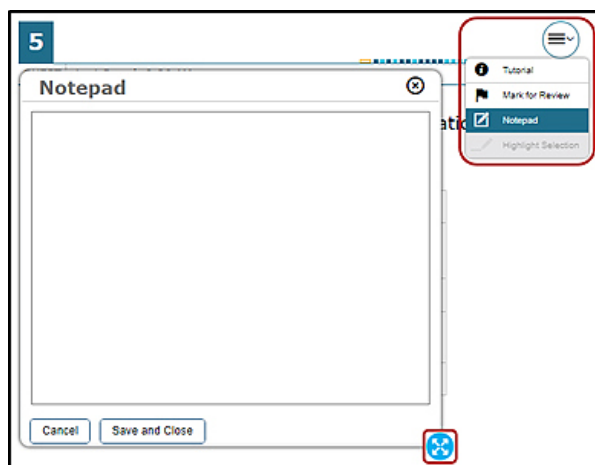 5
Tutorial
Notepad
Mark for Review
Notepad
Highlight Selection
Cancel Save and Close